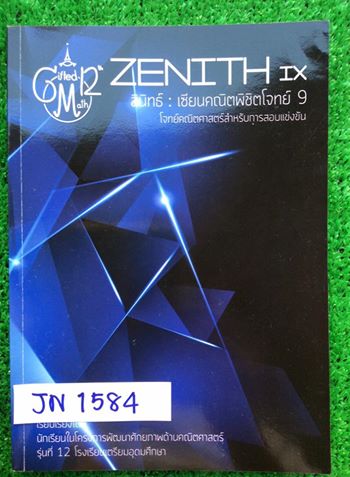 Gifted 12th
Math
ZENITH IX
ซีนิทธ์ : เซียนคณิตพิชิตโจทย์ 9
โจทย์คณิตศาสตร์สำหรับการสอบแข่งขัน
JN 1584
นักเรียนในโครงการพัฒนาศักยภาพด้านคณิตศาสตร์
รุ่นที่ 12 โรงเรียนเตรียมอุดมศึกษา